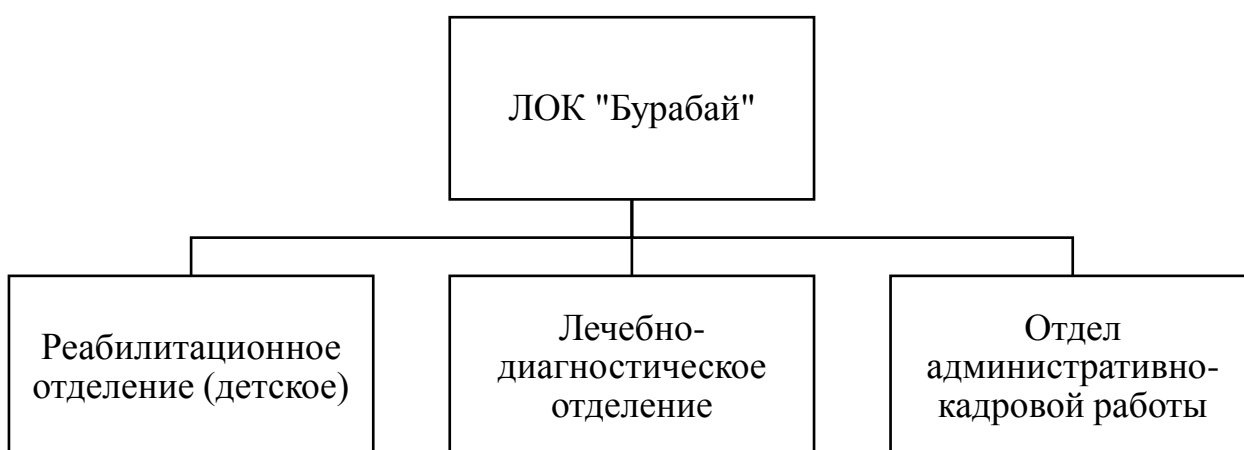 ЛОК "Бурабай"
Реабилитационное
отделение (детское)
Лечебно-
диагностическое
отделение
Отдел
административно-
кадровой работы